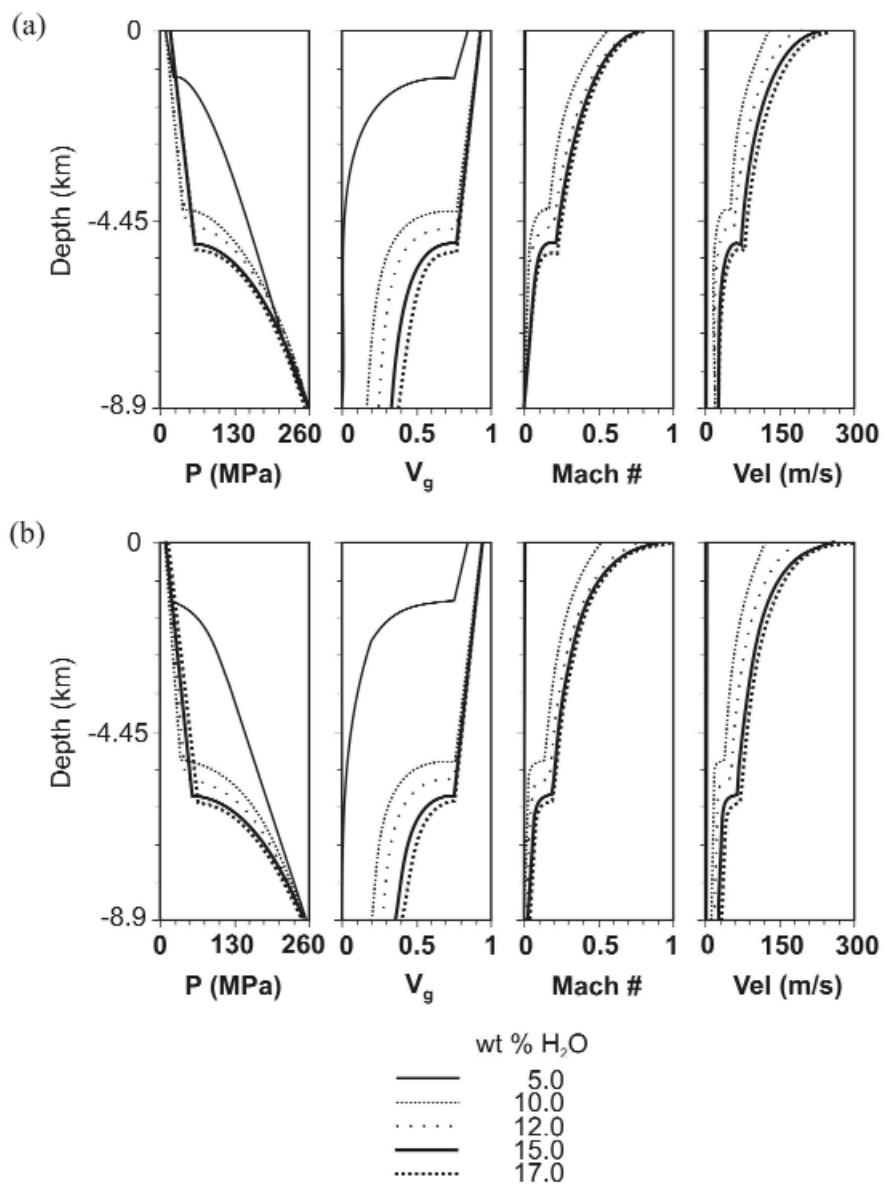 (a)
0
-4.45
-8.9
Depth (km)
0 130 260
P (MPa)
0 0.5 1
Vg
0 0.5 1
Mach #
0 150 300
Vel (m/s)
(b)
0
-4.45
-8.9
Depth (km)
0 130 260
P (MPa)
0 0.5 1
Vg
0 0.5 1
Mach #
0 150 300
Vel (m/s)
wt % H₂O
5.0
10.0
12.0
15.0
17.0